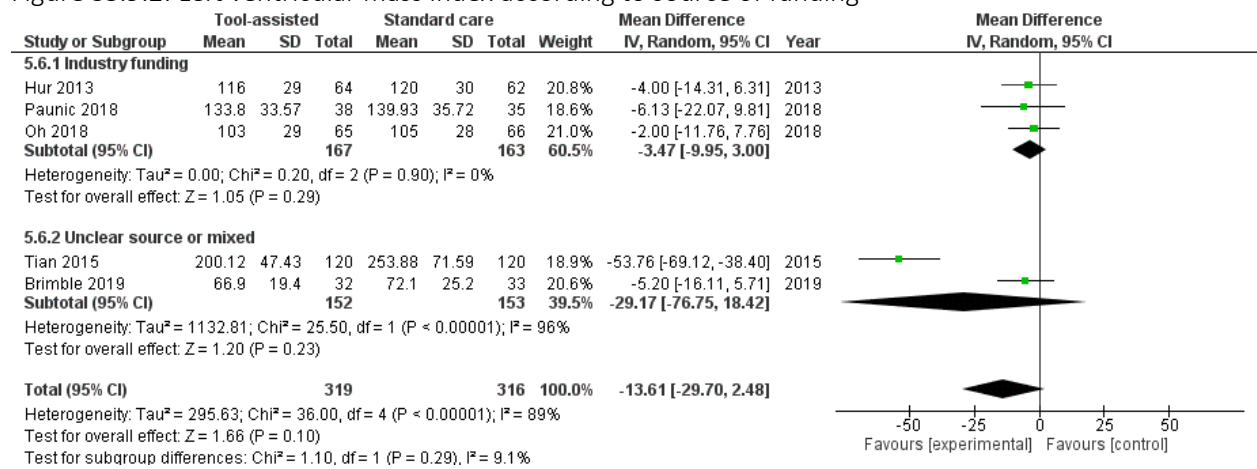 Tool-assisted Standard care Mean Difference Mean Difference
Study or Subgroup Mean SD Total Mean SD Total Weight IV, Random, 95% CI Year IV, Random, 95% CI
5.6.1 Industry funding
Hur 2013 116 29 64 120 30 62 20.8% -4.00 [-14.31, 6.31] 2013
Paunic 2018 133.8 33.57 38 139.93 35.72 35 18.6% -6.13 [-22.07, 9.81] 2018
Oh 2018 103 29 65 105 28 66 21.0% -2.00 [-11.76, 7.76] 2018
Subtotal (95% CI) 167 163 60.5% -3.47 [-9.95, 3.00]
Heterogeneity: Tau² = 0.00; Chi² = 0.20, df = 2 (P = 0.90); I² = 0%
Test for overall effect: Z = 1.05 (P = 0.29)
5.6.2 Unclear source or mixed
Tian 2015 200.12 47.43 120 253.88 71.59 120 18.9% -53.76 [-69.12, -38.40] 2015
Brimble 2019 66.9 19.4 32 72.1 25.2 33 20.6% -5.20 [-16.11, 5.71] 2019
Subtotal (95% CI) 152 153 39.5% -29.17 [-76.75, 18.42]
Heterogeneity: Tau² = 1132.81; Chi² = 25.50, df = 1 (P < 0.00001); I² = 96%
Test for overall effect: Z = 1.20 (P = 0.23)
Total (95% CI) 319 316 100.0% -13.61 [-29.70, 2.48]
Heterogeneity: Tau² = 295.63; Chi² = 36.00, df = 4 (P < 0.00001); I² = 89%
Test for overall effect: Z = 1.66 (P = 0.10)
Test for subgroup differences: Chi² = 1.10, df = 1 (P = 0.29), I² = 9.1%
-50 -25 0 25 50
Favours [experimental] Favours [control]